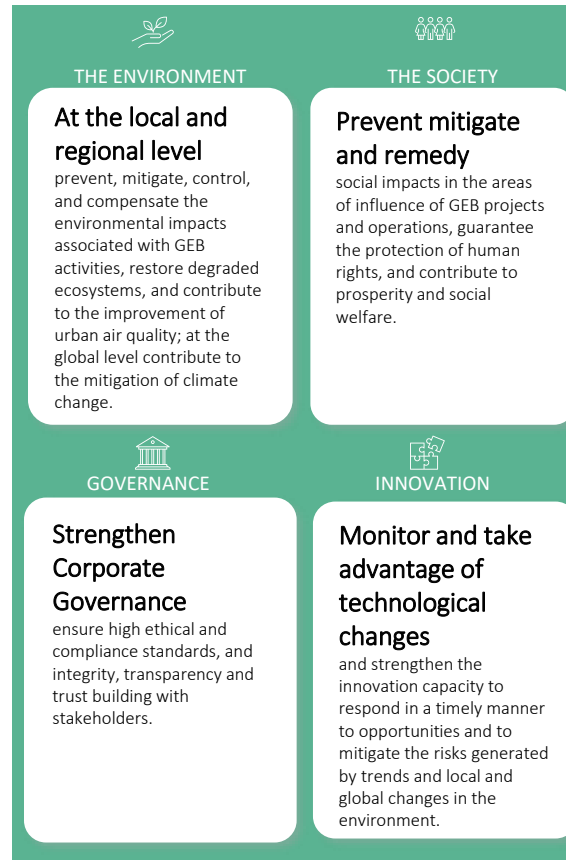 THE ENVIRONMENT
At the local and
regional level
prevent, mitigate, control,
and compensate the
environmental impacts
associated with GEB
activities, restore degraded
ecosystems, and contribute
to the improvement of
urban air quality; at the
global level contribute to
the mitigation of climate
change.
THE SOCIETY
Prevent mitigate
and remedy
social impacts in the areas
of influence of GEB projects
and operations, guarantee
the protection of human
rights, and contribute to
prosperity and social
welfare.
GOVERNANCE
Strengthen
Corporate
Governance
ensure high ethical and
compliance standards, and
integrity, transparency and
trust building with
stakeholders.
INNOVATION
Monitor and take
advantage of
technological
changes
and strengthen the
innovation capacity to
respond in a timely manner
to opportunities and to
mitigate the risks generated
by trends and local and
global changes in the
environment.